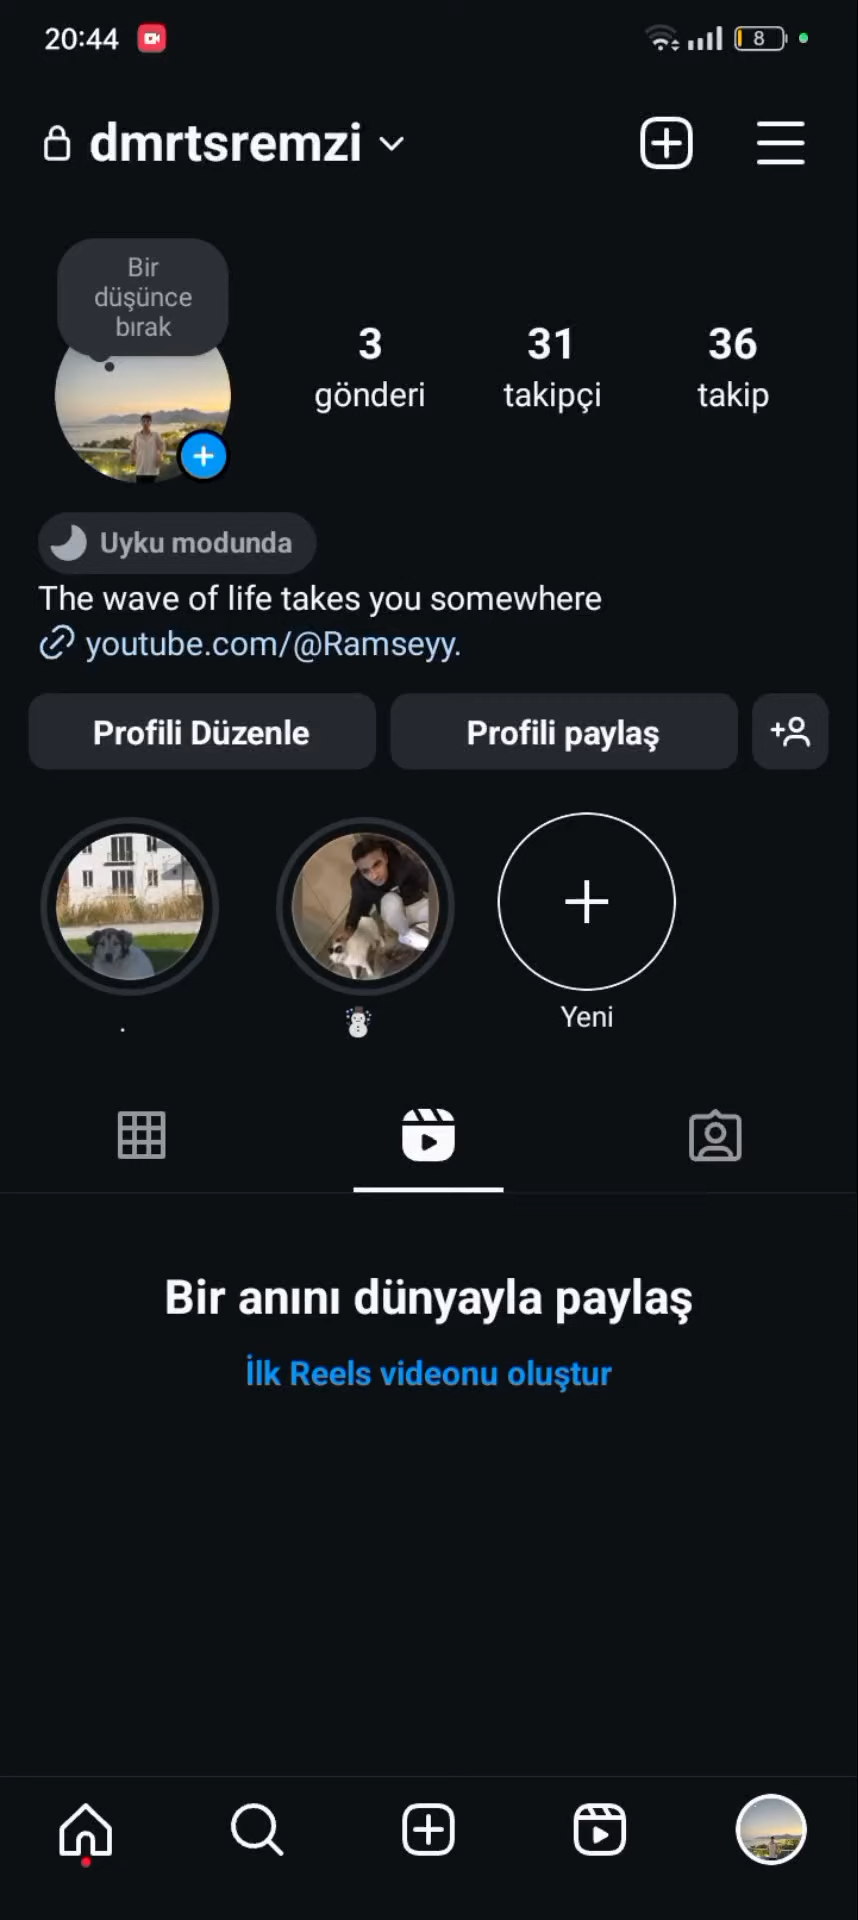 20:44
8
dmrtsremzi
Bir
düşünce
bırak
3
31
36
gönderi
takipçi
takip
Uyku modunda
The wave of life takes you somewhere
youtube.com/@Ramseyy.
Profili Düzenle
Profili paylaş
.
Yeni
Bir anını dünyayla paylaş
İlk Reels videonu oluştur